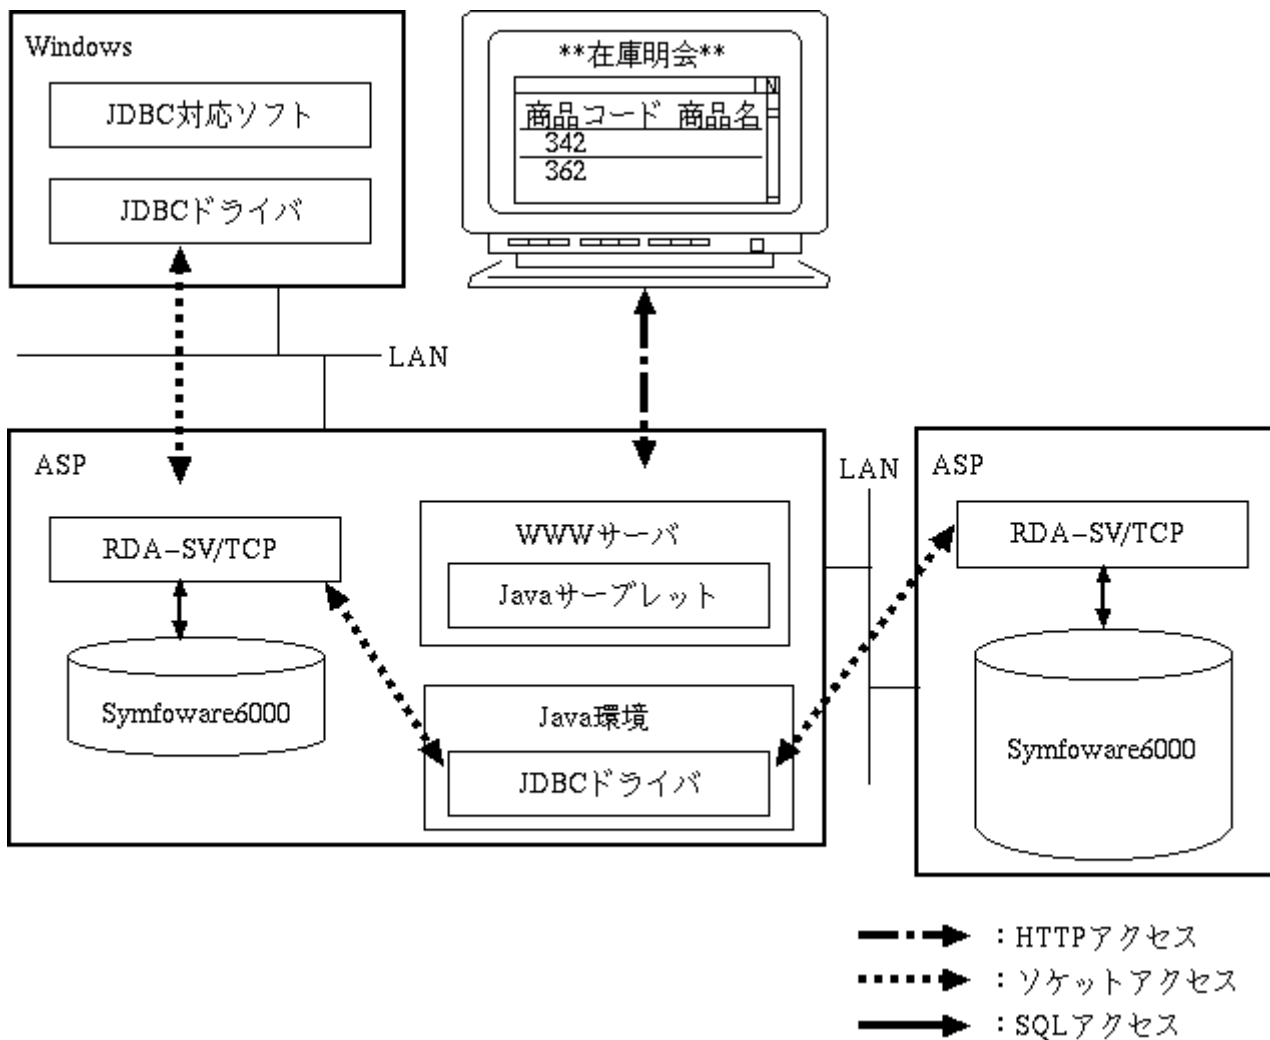 Windows
JDBC対応ソフト
JDBCドライバ
**在庫明会**
N
商品コード 商品名
342
362
LAN
ASP
RDA-SV/TCP
Symfoware6000
WWWサーバ
Javaサーブレット
Java環境
JDBCドライバ
LAN
ASP
RDA-SV/TCP
Symfoware6000
：HTTPアクセス
：ソケットアクセス
：SQLアクセス